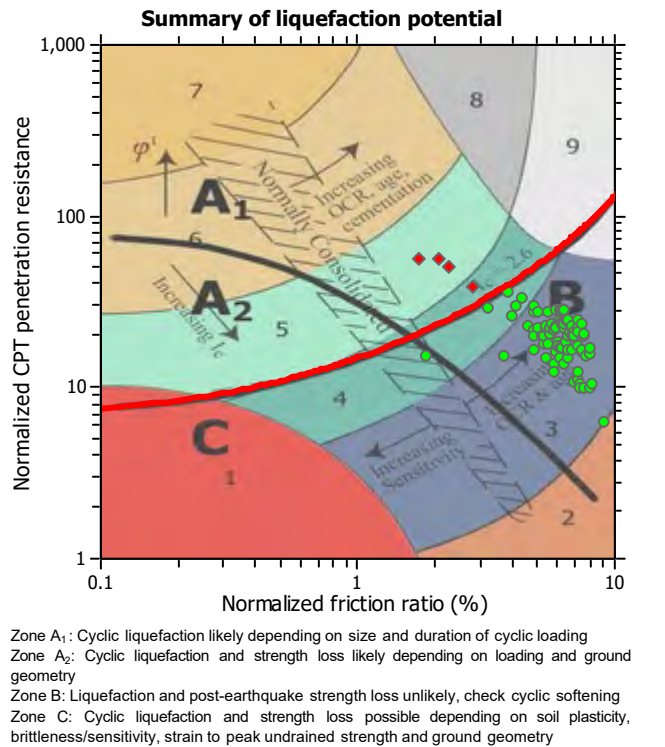 Summary of liquefaction potential
1,000
100
10
1
Normalized CPT penetration resistance
7
8
9
φ'
A1
Increasing
OCR, age,
cementation
Normally Consolidated
6
A2
Increasing Ic
5
Ic = 2.6
B
4
C
1
Increasing
Sensitivity
Increasing
OCR & age
3
2
0.1
1
10
Normalized friction ratio (%)
Zone A1: Cyclic liquefaction likely depending on size and duration of cyclic loading
Zone A2: Cyclic liquefaction and strength loss likely depending on loading and ground
geometry
Zone B: Liquefaction and post-earthquake strength loss unlikely, check cyclic softening
Zone C: Cyclic liquefaction and strength loss possible depending on soil plasticity,
brittleness/sensitivity, strain to peak undrained strength and ground geometry